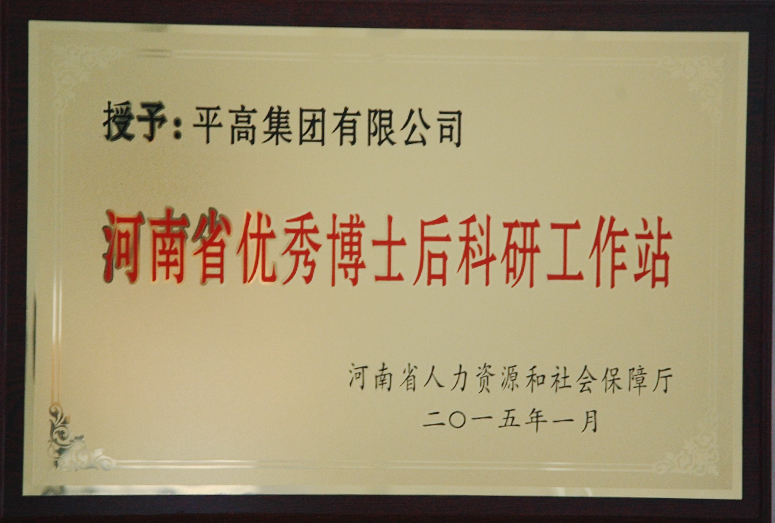 授予:平高集团有限公司
河南省优秀博士后科研工作站
河南省人力资源和社会保障厅
二〇一五年一月